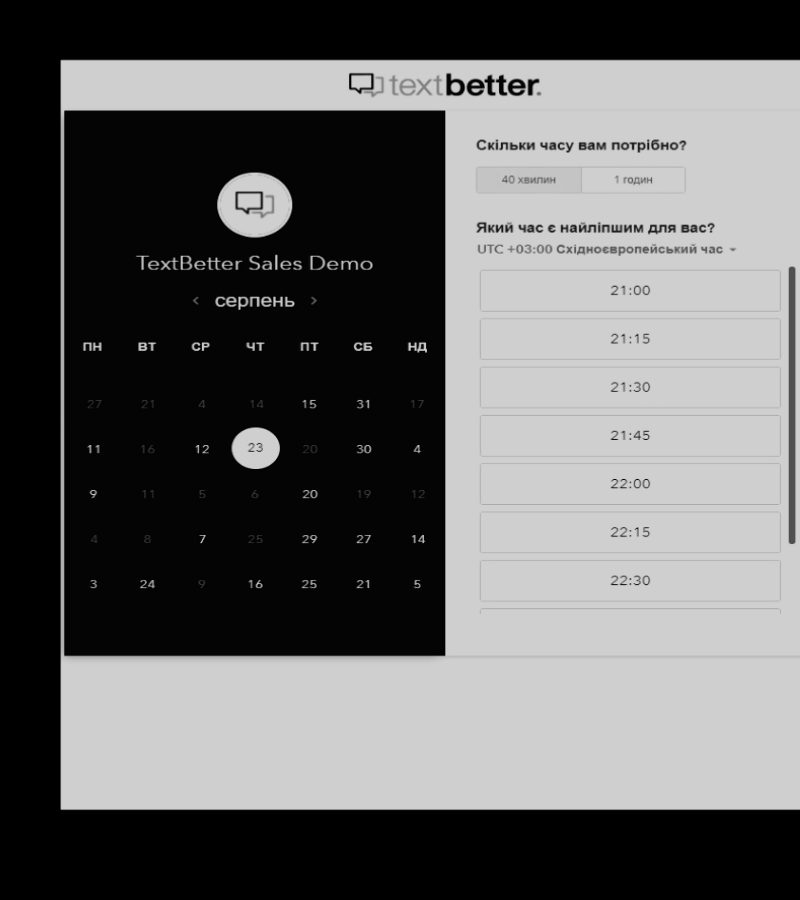 textbetter.
TextBetter Sales Demo
серпень
ПН ВТ СР ЧТ ПТ СБ НД
27 21 4 14 15 31 17
11 16 12 23 20 30 4
9 11 5 6 20 19 12
4 8 7 25 29 27 14
3 24 9 16 25 21 5
Скільки часу вам потрібно?
40 хвилин 1 годин
Який час є найліпшим для вас?
UTC +03:00 Східноєвропейський час
21:00
21:15
21:30
21:45
22:00
22:15
22:30